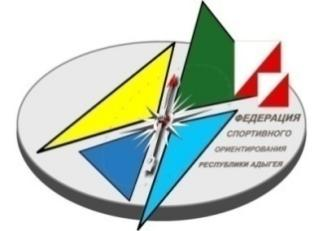 ФЕДЕРАЦИЯ
СПОРТИВНОГО
ОРИЕНТИРОВАНИЯ
РЕСПУБЛИКИ АДЫГЕЯ